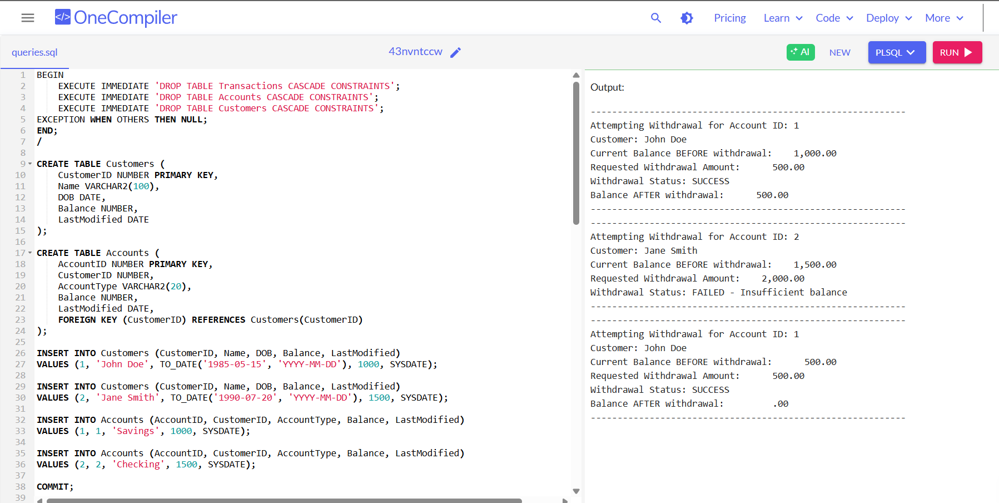 </> OneCompiler
Pricing Learn Code Deploy More
queries.sql
43nvntccw
AI NEW PLSQL RUN
1 BEGIN
2     EXECUTE IMMEDIATE 'DROP TABLE Transactions CASCADE CONSTRAINTS';
3     EXECUTE IMMEDIATE 'DROP TABLE Accounts CASCADE CONSTRAINTS';
4     EXECUTE IMMEDIATE 'DROP TABLE Customers CASCADE CONSTRAINTS';
5 EXCEPTION WHEN OTHERS THEN NULL;
6 END;
7 /
8
9 CREATE TABLE Customers (
10     CustomerID NUMBER PRIMARY KEY,
11     Name VARCHAR2(100),
12     DOB DATE,
13     Balance NUMBER,
14     LastModified DATE
15 );
16
17 CREATE TABLE Accounts (
18     AccountID NUMBER PRIMARY KEY,
19     CustomerID NUMBER,
20     AccountType VARCHAR2(20),
21     Balance NUMBER,
22     LastModified DATE,
23     FOREIGN KEY (CustomerID) REFERENCES Customers(CustomerID)
24 );
25
26 INSERT INTO Customers (CustomerID, Name, DOB, Balance, LastModified)
27 VALUES (1, 'John Doe', TO_DATE('1985-05-15', 'YYYY-MM-DD'), 1000, SYSDATE);
28
29 INSERT INTO Customers (CustomerID, Name, DOB, Balance, LastModified)
30 VALUES (2, 'Jane Smith', TO_DATE('1990-07-20', 'YYYY-MM-DD'), 1500, SYSDATE);
31
32 INSERT INTO Accounts (AccountID, CustomerID, AccountType, Balance, LastModified)
33 VALUES (1, 1, 'Savings', 1000, SYSDATE);
34
35 INSERT INTO Accounts (AccountID, CustomerID, AccountType, Balance, LastModified)
36 VALUES (2, 2, 'Checking', 1500, SYSDATE);
37
38 COMMIT;
39
Output:
-----------------------------------------------------------
Attempting Withdrawal for Account ID: 1
Customer: John Doe
Current Balance BEFORE withdrawal:    1,000.00
Requested Withdrawal Amount:      500.00
Withdrawal Status: SUCCESS
Balance AFTER withdrawal:      500.00
-----------------------------------------------------------
-----------------------------------------------------------
Attempting Withdrawal for Account ID: 2
Customer: Jane Smith
Current Balance BEFORE withdrawal:    1,500.00
Requested Withdrawal Amount:    2,000.00
Withdrawal Status: FAILED - Insufficient balance
-----------------------------------------------------------
-----------------------------------------------------------
Attempting Withdrawal for Account ID: 1
Customer: John Doe
Current Balance BEFORE withdrawal:      500.00
Requested Withdrawal Amount:      500.00
Withdrawal Status: SUCCESS
Balance AFTER withdrawal:         .00
-----------------------------------------------------------